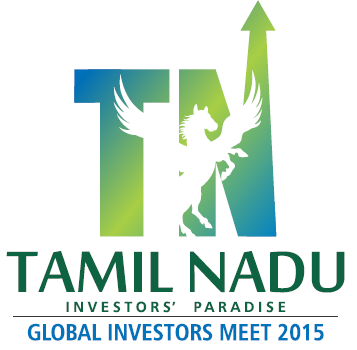 TN
TAMIL NADU
INVESTORS' PARADISE
GLOBAL INVESTORS MEET 2015